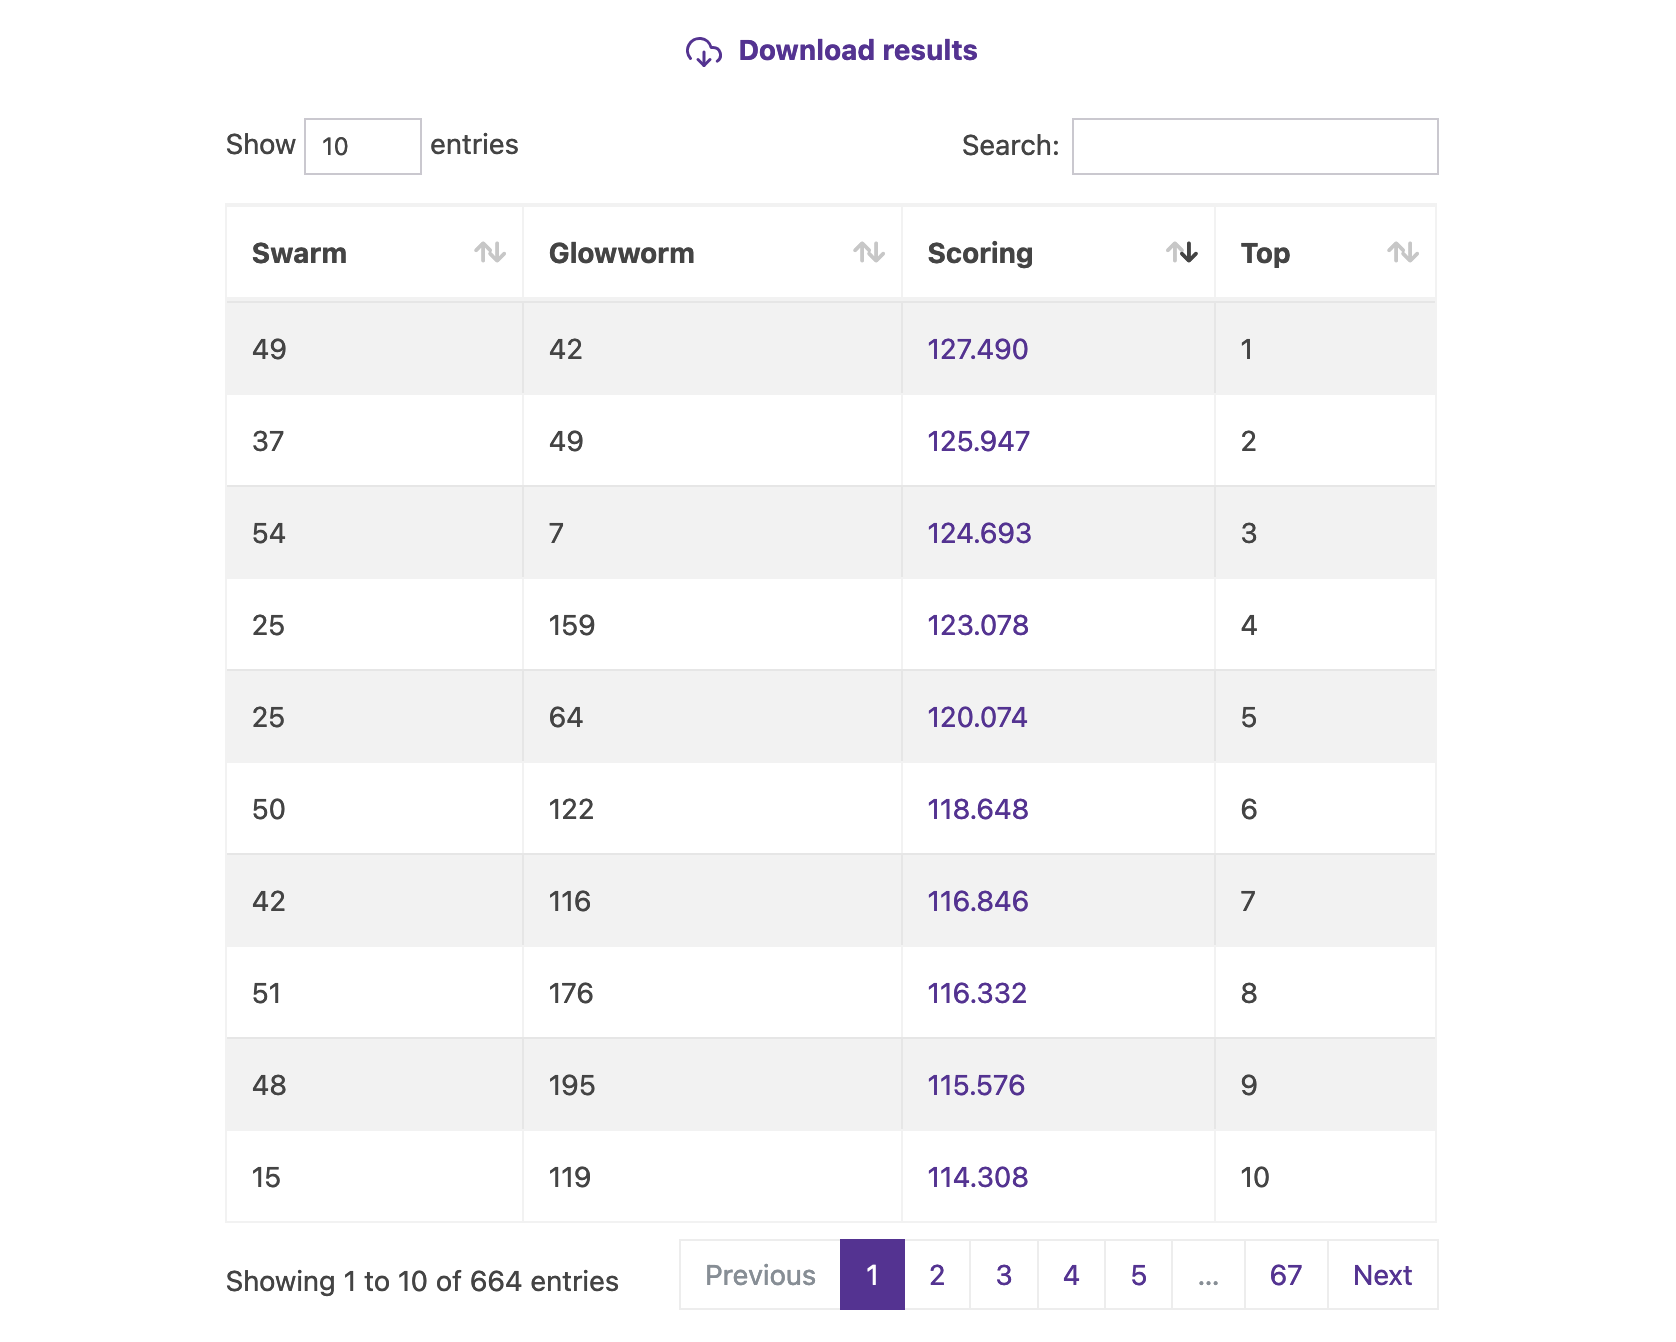 Download results
Show 10 entries Search:
Swarm Glowworm Scoring Top
49 42 127.490 1
37 49 125.947 2
54 7 124.693 3
25 159 123.078 4
25 64 120.074 5
50 122 118.648 6
42 116 116.846 7
51 176 116.332 8
48 195 115.576 9
15 119 114.308 10
Showing 1 to 10 of 664 entries Previous 1 2 3 4 5 ... 67 Next